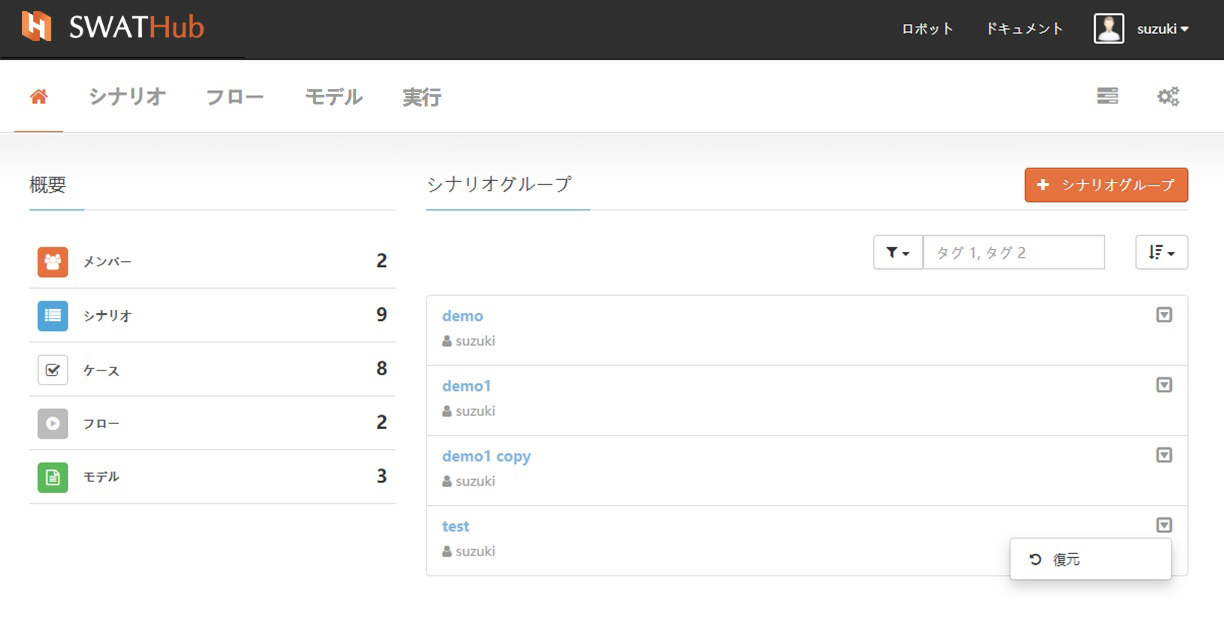 SWATHub
ロボット ドキュメント suzuki
シナリオ フロー モデル 実行
概要
メンバー 2
シナリオ 9
ケース 8
フロー 2
モデル 3
シナリオグループ
シナリオグループ
タグ 1, タグ 2
demo
suzuki
demo1
suzuki
demo1 copy
suzuki
test
suzuki
復元